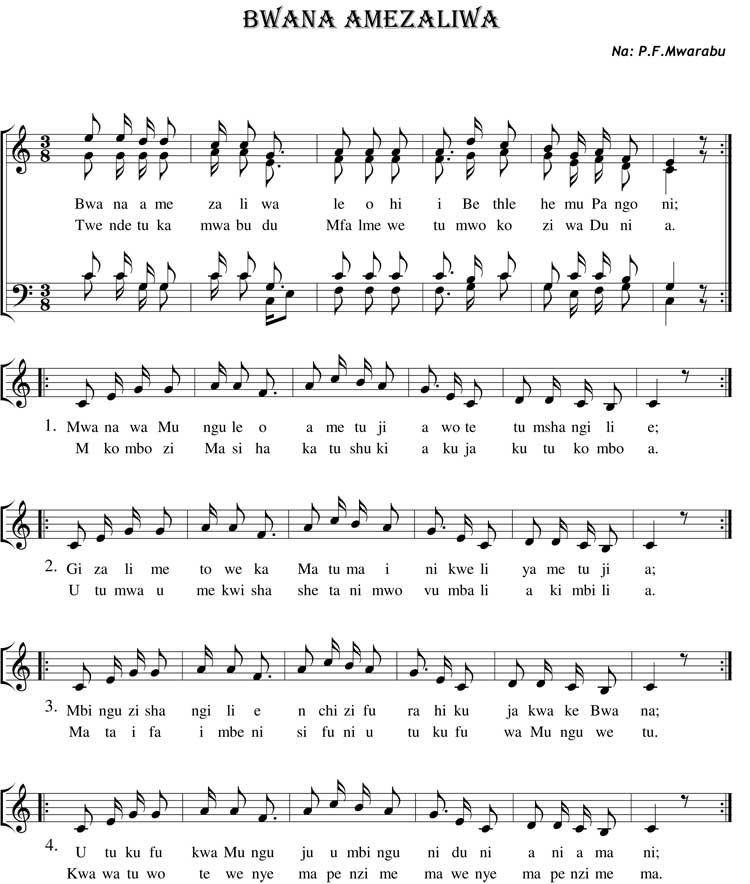 BWANA AMEZALIWA
Na: P.F.Mwarabu
3
8
Bwa na a me za li wa le o hi i Be thle he mu Pa ngo ni;
Twe nde tu ka mwa bu du Mfa lme we tu mwo ko zi wa Du ni a.
3
8
1. Mwa na wa Mu ngu le o a me tu ji a wo te tu msha ngi li e;
M ko mbo zi Ma si ha ka tu shu ki a ku ja ku tu ko mbo a.
2. Gi za li me to we ka Ma tu ma i ni kwe li ya me tu ji a;
U tu mwa u me kwi sha she ta ni mwo vu mba li a ki mbi li a.
3. Mbi ngu zi sha ngi li e n chi zi fu ra hi ku ja kwa ke Bwa na;
Ma ta i fa i mbe ni si fu ni u tu ku fu wa Mu ngu we tu.
4. U tu ku fu kwa Mu ngu ju u mbi ngu ni du ni a ni a ma ni;
Kwa wa tu wo te we nye ma pe nzi me ma we nye ma pe nzi me ma.